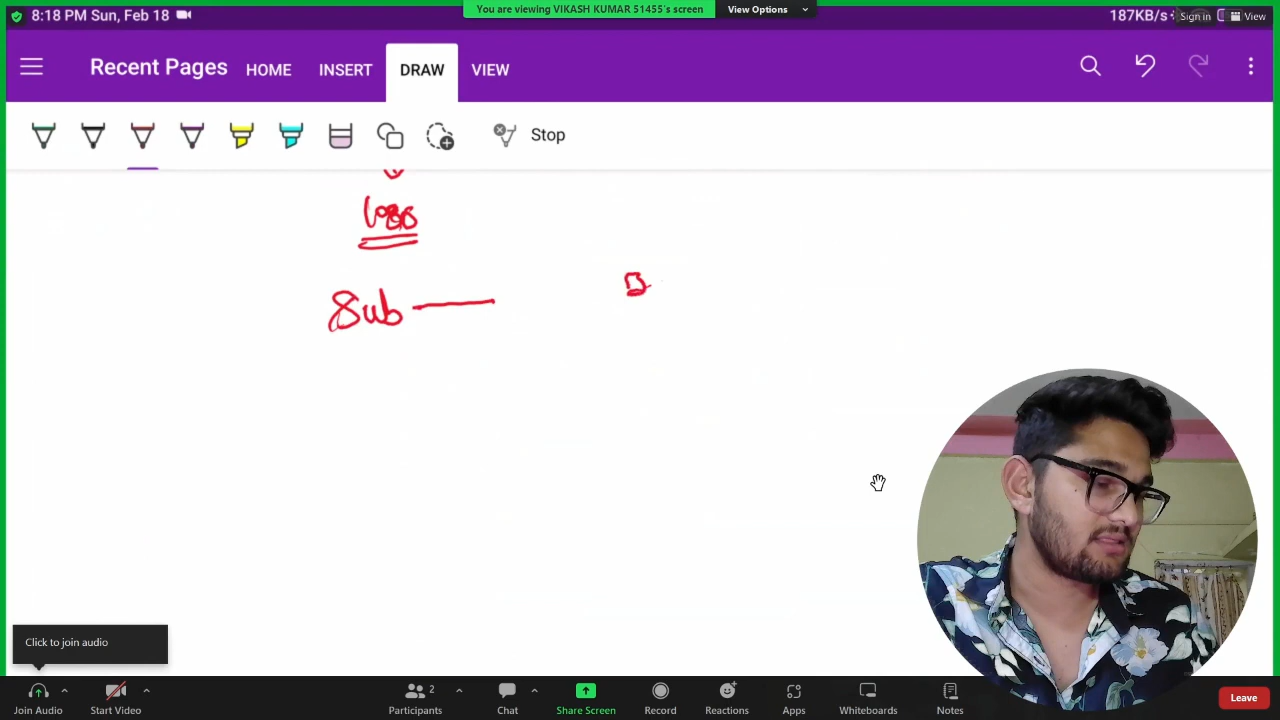 8:18 PM Sun, Feb 18
You are viewing VIKASH KUMAR 51455's screen
View Options
187KB/s
Sign in
View
Recent Pages
HOME
INSERT
DRAW
VIEW
Stop
Sub
Click to join audio
Join Audio
Start Video
2
Participants
Chat
Share Screen
Record
Reactions
Apps
Whiteboards
Notes
Leave